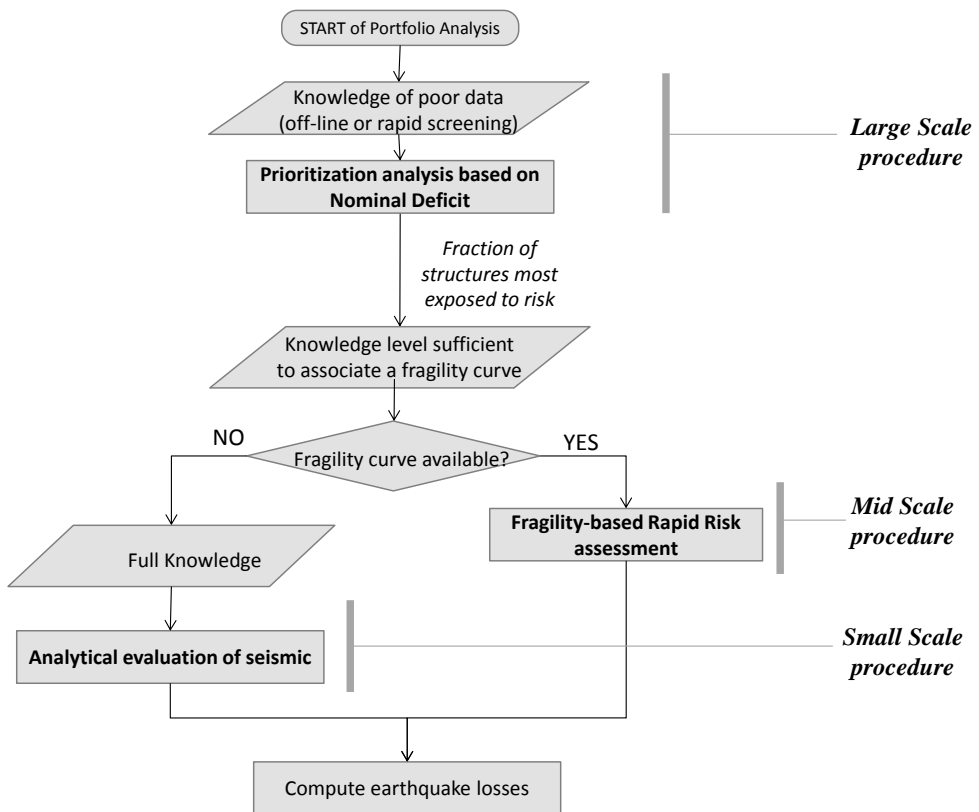 START of Portfolio Analysis
Knowledge of poor data
(off-line or rapid screening)
Large Scale
procedure
Prioritization analysis based on
Nominal Deficit
Fraction of
structures most
exposed to risk
Knowledge level sufficient
to associate a fragility curve
NO
YES
Fragility curve available?
Mid Scale
procedure
Fragility-based Rapid Risk
assessment
Full Knowledge
Small Scale
procedure
Analytical evaluation of seismic
Compute earthquake losses